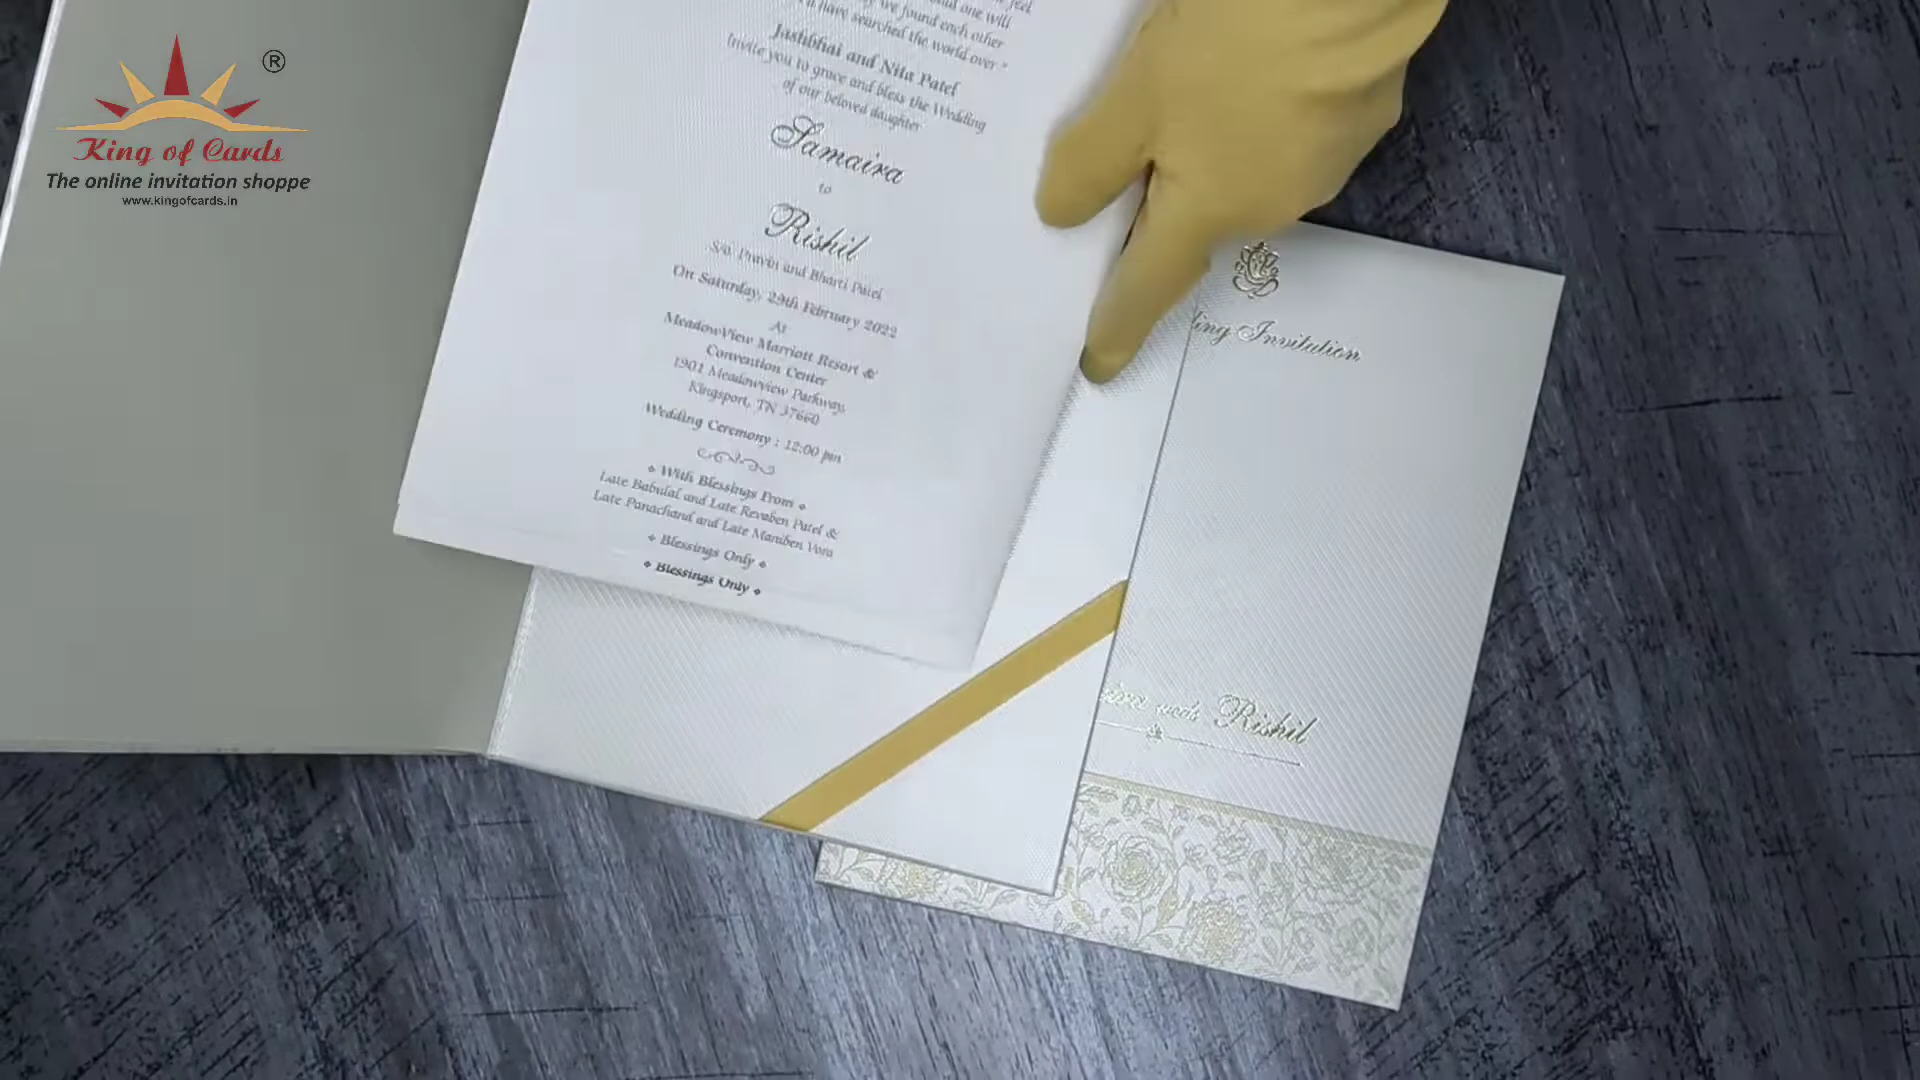 ®
King of Cards
The online invitation shoppe
www.kingofcards.in
one will feel
we found each other
have searched the world over "
Jashbhai and Nita Patel
Invite you to grace and bless the Wedding
of our beloved daughter
Samaira
to
Rishil
S/o. Pravin and Bharti Patel
On Saturday, 29th February 2022
At
MeadowView Marriott Resort &
Convention Center
1901 Meadowview Parkway,
Kingsport, TN 37660
Wedding Ceremony : 12:00 pm
With Blessings From
Late Babulal and Late Revaben Patel &
Late Panachand and Late Maniben Vora
Blessings Only
Blessings Only
ing Invitation
weds Rishil